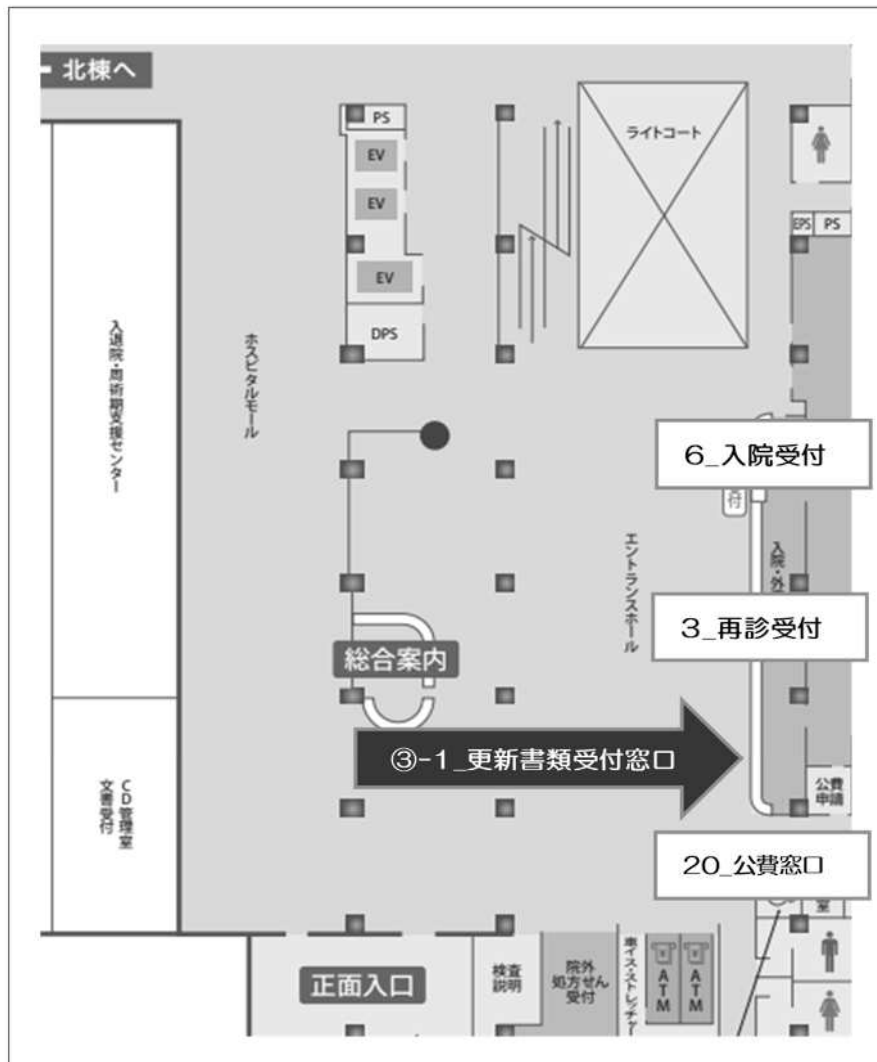 北棟へ
PS
EV
EV
EV
DPS
ライトコート
EPS PS
入退院・周術期支援センター
ホスピタルモール
6_入院受付
付
エントランスホール
入院・外
3_再診受付
総合案内
③-1_更新書類受付窓口
CD管理室
文書受付
公費
申請
20_公費窓口
室
正面入口
検査
説明
院外
処方せん
受付
車イス・ストレッチャー
ATM
ATM